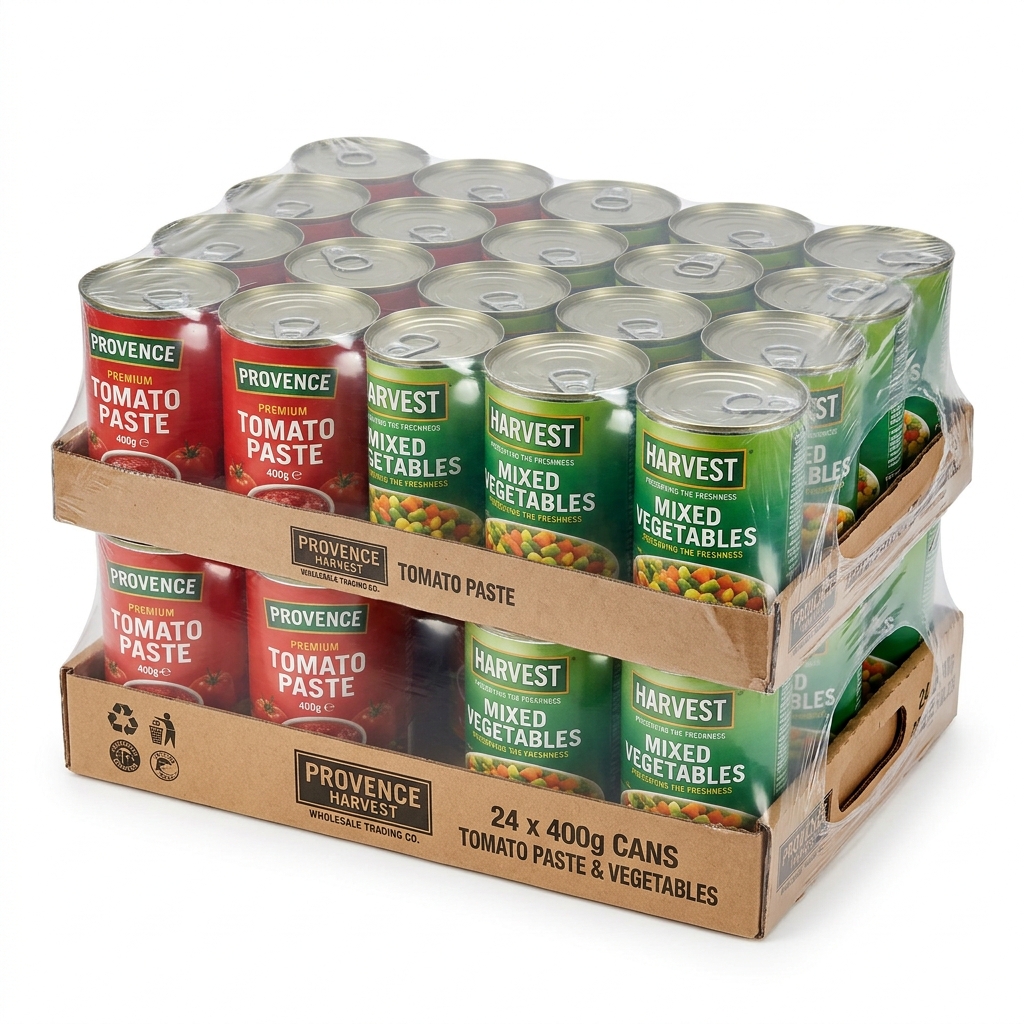 PROVENCE
PREMIUM
TOMATO
PASTE
400g ℮
PROVENCE
PREMIUM
TOMATO
PASTE
400g ℮
ARVEST
MIXED
GETABLES
HARVEST
MIXED
VEGETABLES
HARVEST
MIXED
VEGETABLES
PROVENCE
HARVEST
WHOLESALE TRADING CO.
TOMATO PASTE
PROVENCE
PREMIUM
TOMATO
PASTE
400g ℮
PROVENCE
PREMIUM
TOMATO
PASTE
400g ℮
HARVEST
MIXED
VEGETABLES
HARVEST
MIXED
VEGETABLES
PROVENCE
HARVEST
WHOLESALE TRADING CO.
24 x 400g CANS
TOMATO PASTE & VEGETABLES